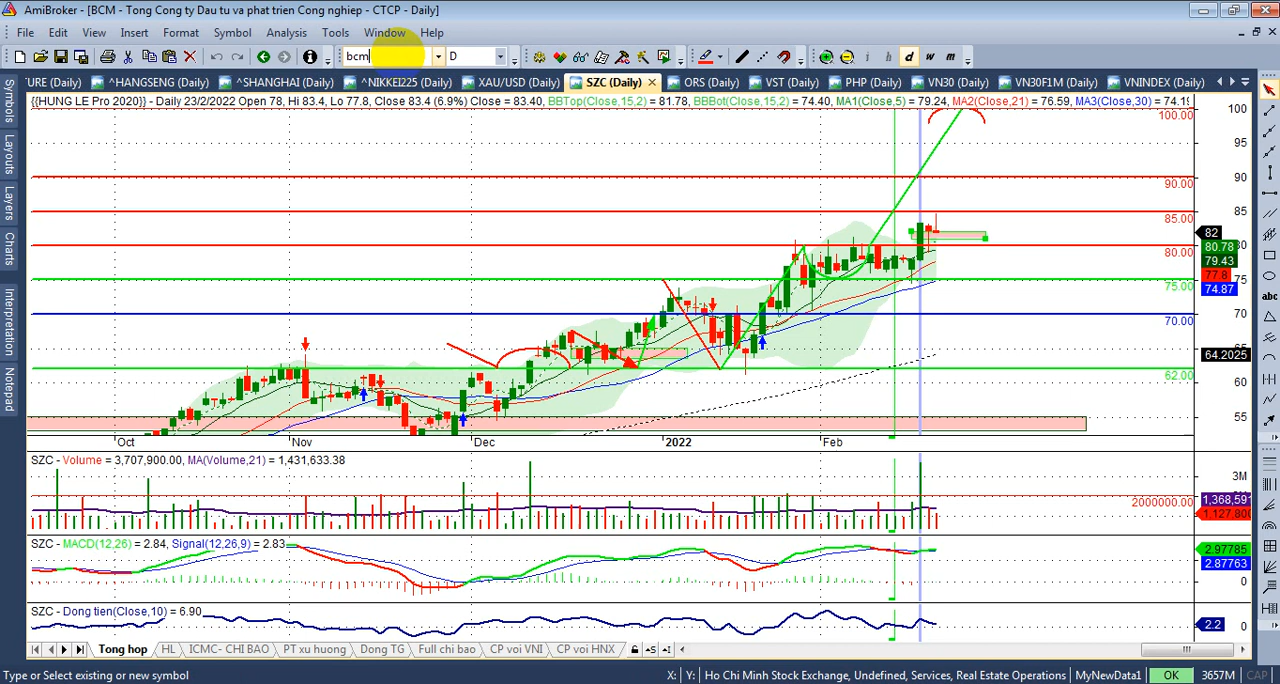 AmiBroker - [BCM - Tong Cong ty Dau tu va phat trien Cong nghiep - CTCP - Daily]
File Edit View Insert Format Symbol Analysis Tools Window Help
bcm D i h d w m
'URE (Daily) ^HANGSENG (Daily) ^SHANGHAI (Daily) ^NIKKEI225 (Daily) XAU/USD (Daily) SZC (Daily) ORS (Daily) VST (Daily) PHP (Daily) VN30 (Daily) VN30F1M (Daily) VNINDEX (Daily)
{{HUNG LE Pro 2020}} - Daily 23/2/2022 Open 78, Hi 83.4, Lo 77.8, Close 83.4 (6.9%) Close = 83.40, BBTop(Close,15,2) = 81.78, BBBot(Close,15,2) = 74.40, MA1(Close,5) = 79.24, MA2(Close,21) = 76.59, MA3(Close,30) = 74.19
Symbols
Layouts
Layers
Charts
Interpretation
Notepad
100.00 100
95
90
90.00
85
85.00
82
80.78 80
80.00
79.43
77.8
75
75.00
74.87
70
70.00
64.2025
62.00
60
55
Oct Nov Dec 2022 Feb
SZC - Volume = 3,707,900.00, MA(Volume,21) = 1,431,633.38
3M
2000000.00
1,368,591
1,127,800
SZC - MACD(12,26) = 2.84, Signal(12,26,9) = 2.83
2.97785
2.87763
0
SZC - Dong tien(Close,10) = 6.90
2.2 0
Tong hop HL ICMC- CHI BAO PT xu huong Dong TG Full chi bao CP voi VNI CP voi HNX
Type or Select existing or new symbol X: Y: Ho Chi Minh Stock Exchange, Undefined, Services, Real Estate Operations MyNewData1 OK 3657M CAP
abc